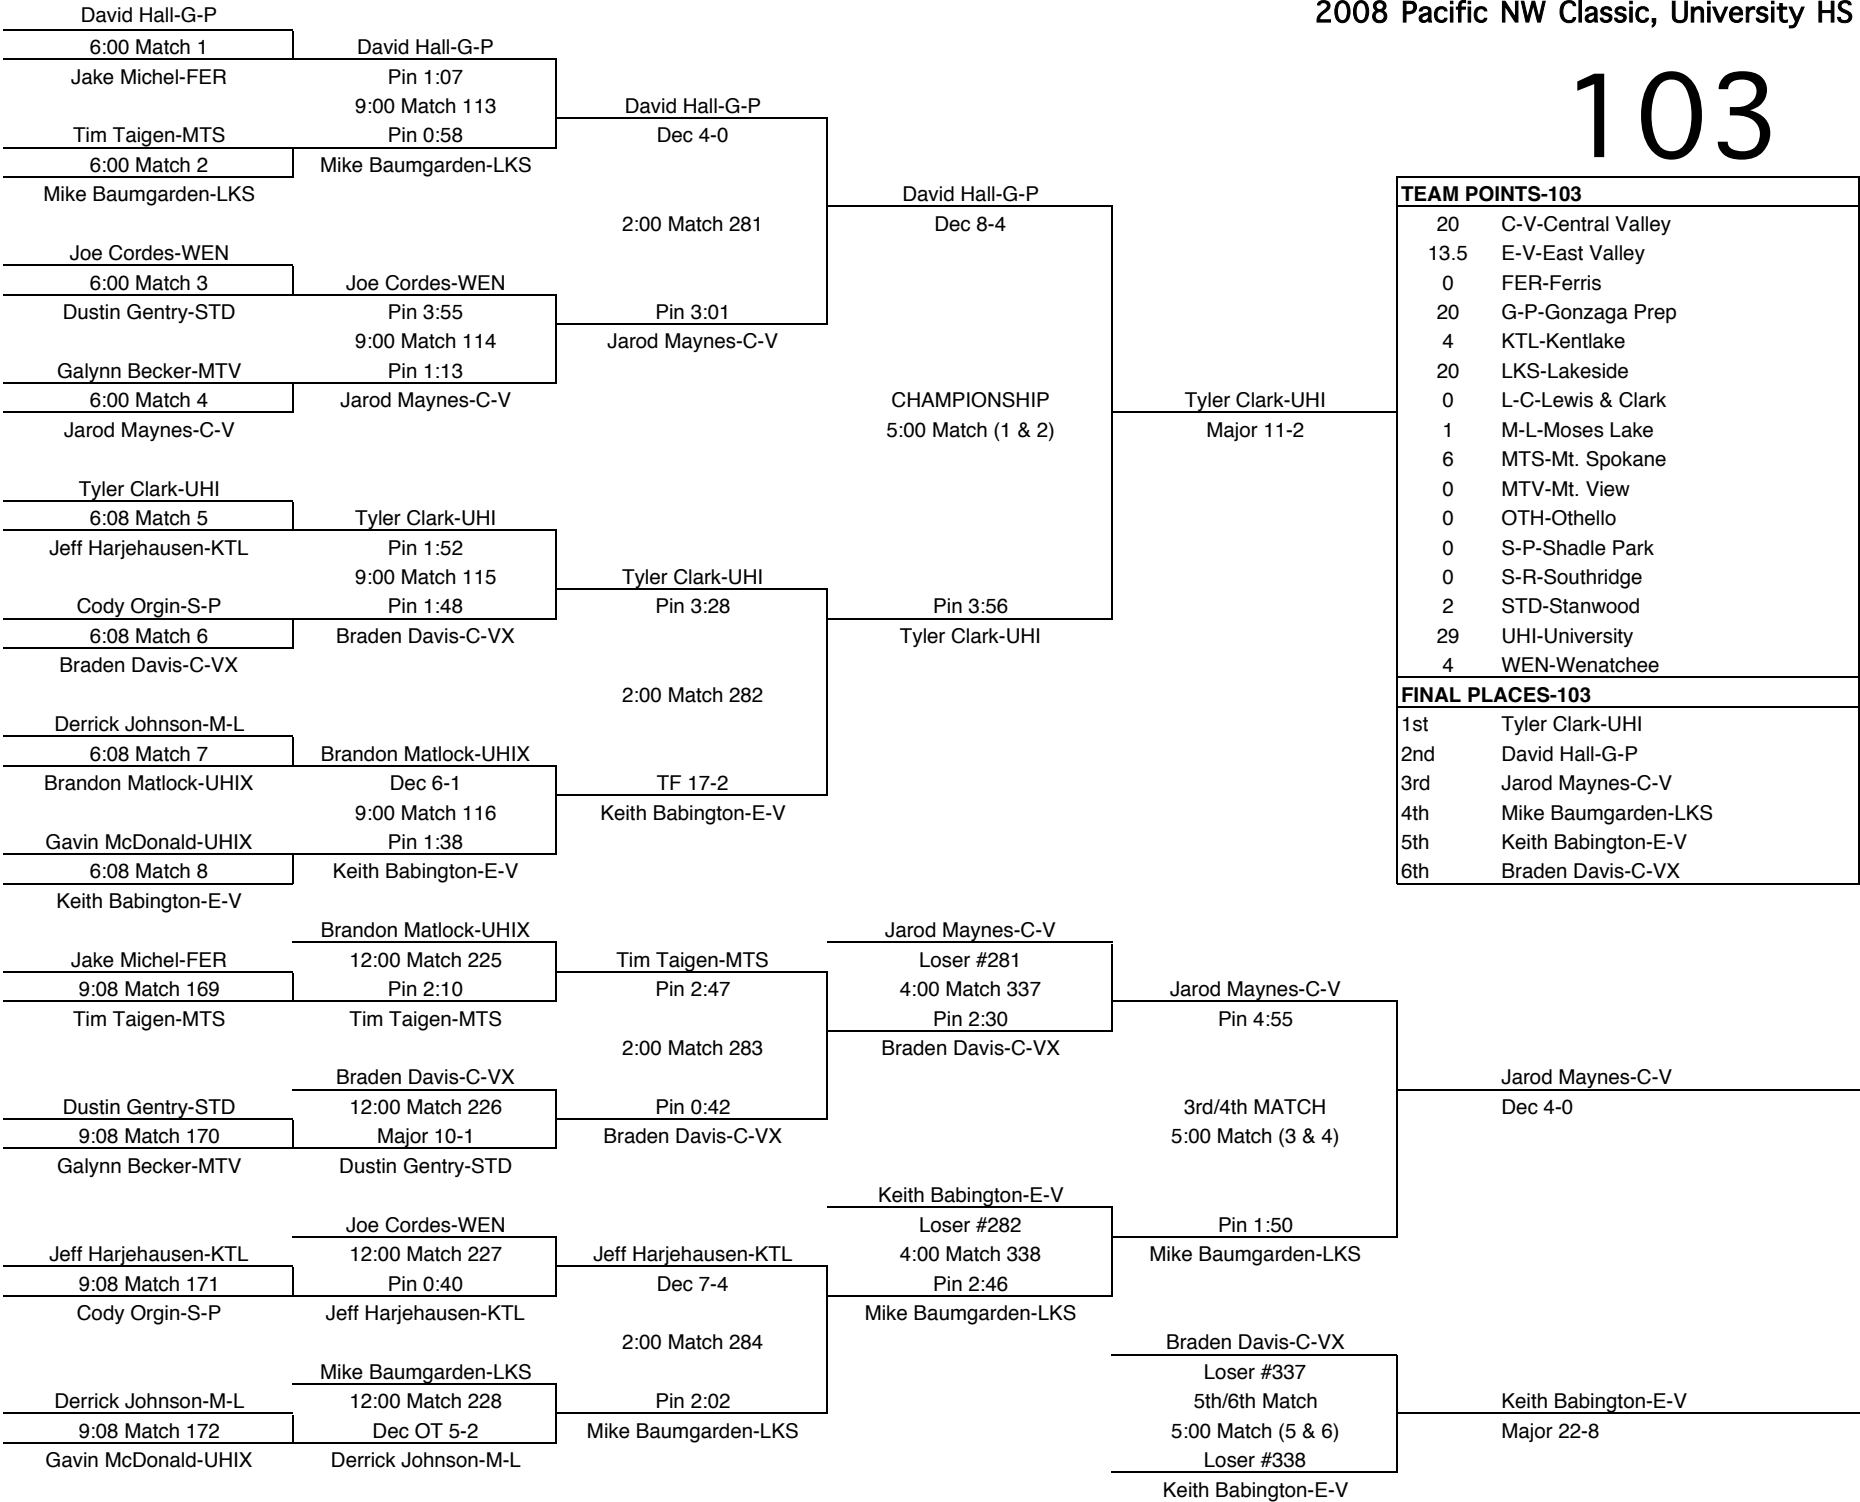 2008 Pacific NW Classic, University HS
103
David Hall-G-P
6:00 Match 1
Jake Michel-FER
Tim Taigen-MTS
6:00 Match 2
Mike Baumgarden-LKS
Joe Cordes-WEN
6:00 Match 3
Dustin Gentry-STD
Galynn Becker-MTV
6:00 Match 4
Jarod Maynes-C-V
Tyler Clark-UHI
6:08 Match 5
Jeff Harjehausen-KTL
Cody Orgin-S-P
6:08 Match 6
Braden Davis-C-VX
Derrick Johnson-M-L
6:08 Match 7
Brandon Matlock-UHIX
Gavin McDonald-UHIX
6:08 Match 8
Keith Babington-E-V
David Hall-G-P
Pin 1:07
9:00 Match 113
Pin 0:58
Mike Baumgarden-LKS
Joe Cordes-WEN
Pin 3:55
9:00 Match 114
Pin 1:13
Jarod Maynes-C-V
Tyler Clark-UHI
Pin 1:52
9:00 Match 115
Pin 1:48
Braden Davis-C-VX
Brandon Matlock-UHIX
Dec 6-1
9:00 Match 116
Pin 1:38
Keith Babington-E-V
David Hall-G-P
Dec 4-0
2:00 Match 281
Pin 3:01
Jarod Maynes-C-V
Tyler Clark-UHI
Pin 3:28
2:00 Match 282
TF 17-2
Keith Babington-E-V
David Hall-G-P
Dec 8-4
CHAMPIONSHIP
5:00 Match (1 & 2)
Pin 3:56
Tyler Clark-UHI
Tyler Clark-UHI
Major 11-2
TEAM POINTS-103
20 C-V-Central Valley
13.5 E-V-East Valley
0 FER-Ferris
20 G-P-Gonzaga Prep
4 KTL-Kentlake
20 LKS-Lakeside
0 L-C-Lewis & Clark
1 M-L-Moses Lake
6 MTS-Mt. Spokane
0 MTV-Mt. View
0 OTH-Othello
0 S-P-Shadle Park
0 S-R-Southridge
2 STD-Stanwood
29 UHI-University
4 WEN-Wenatchee
FINAL PLACES-103
1st Tyler Clark-UHI
2nd David Hall-G-P
3rd Jarod Maynes-C-V
4th Mike Baumgarden-LKS
5th Keith Babington-E-V
6th Braden Davis-C-VX
Jake Michel-FER
9:08 Match 169
Tim Taigen-MTS
Dustin Gentry-STD
9:08 Match 170
Galynn Becker-MTV
Jeff Harjehausen-KTL
9:08 Match 171
Cody Orgin-S-P
Derrick Johnson-M-L
9:08 Match 172
Gavin McDonald-UHIX
Brandon Matlock-UHIX
12:00 Match 225
Pin 2:10
Tim Taigen-MTS
Braden Davis-C-VX
12:00 Match 226
Major 10-1
Dustin Gentry-STD
Joe Cordes-WEN
12:00 Match 227
Pin 0:40
Jeff Harjehausen-KTL
Mike Baumgarden-LKS
12:00 Match 228
Dec OT 5-2
Derrick Johnson-M-L
Tim Taigen-MTS
Pin 2:47
2:00 Match 283
Pin 0:42
Braden Davis-C-VX
Jeff Harjehausen-KTL
Dec 7-4
2:00 Match 284
Pin 2:02
Mike Baumgarden-LKS
Jarod Maynes-C-V
Loser #281
4:00 Match 337
Pin 2:30
Braden Davis-C-VX
Keith Babington-E-V
Loser #282
4:00 Match 338
Pin 2:46
Mike Baumgarden-LKS
Jarod Maynes-C-V
Pin 4:55
3rd/4th MATCH
5:00 Match (3 & 4)
Pin 1:50
Mike Baumgarden-LKS
Braden Davis-C-VX
Loser #337
5th/6th Match
5:00 Match (5 & 6)
Loser #338
Keith Babington-E-V
Jarod Maynes-C-V
Dec 4-0
Keith Babington-E-V
Major 22-8